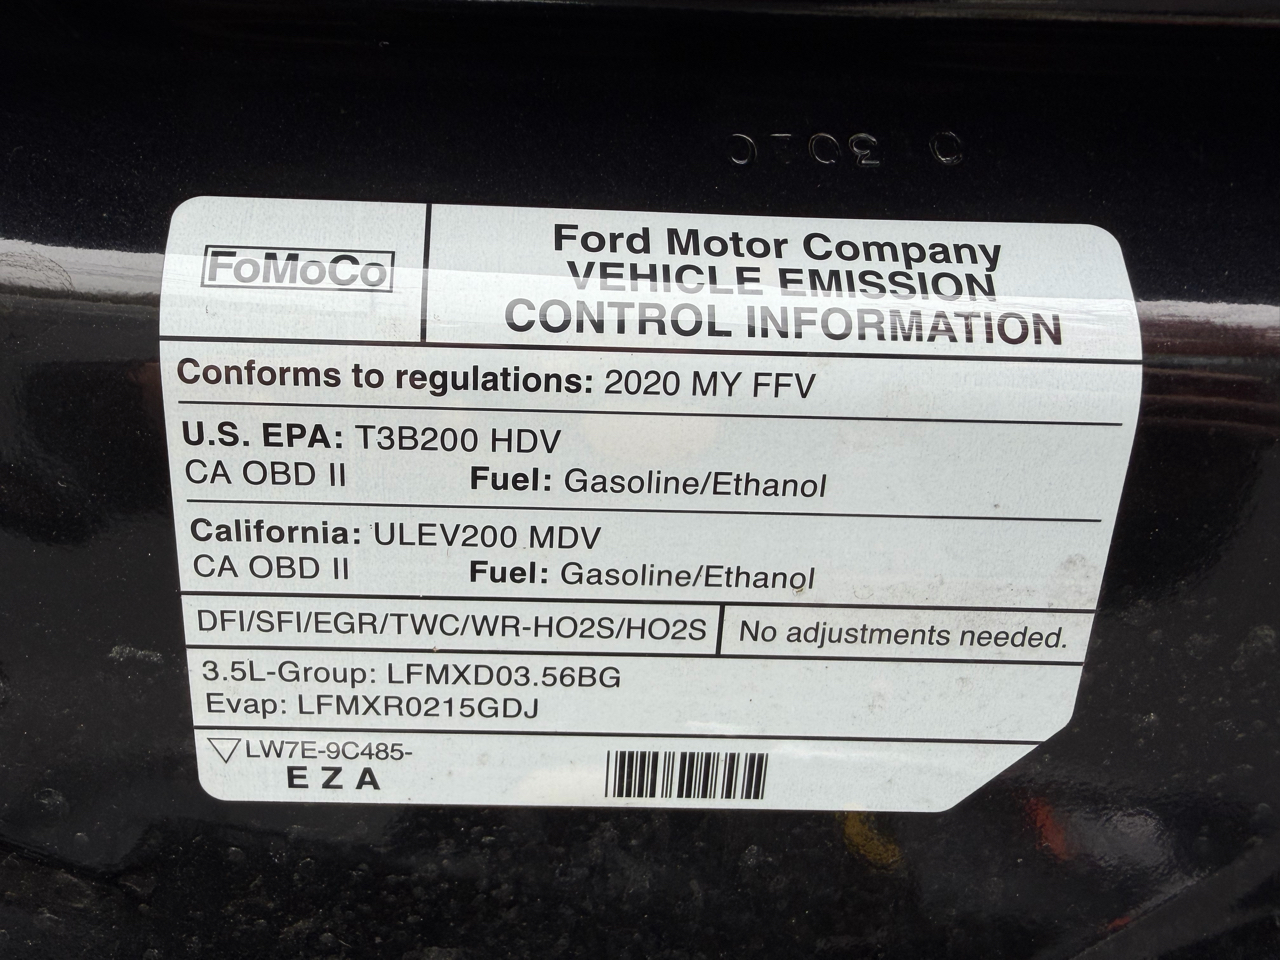 FoMoCo
Ford Motor Company
VEHICLE EMISSION
CONTROL INFORMATION
Conforms to regulations: 2020 MY FFV
U.S. EPA: T3B200 HDV
CA OBD II Fuel: Gasoline/Ethanol
California: ULEV200 MDV
CA OBD II Fuel: Gasoline/Ethanol
DFI/SFI/EGR/TWC/WR-HO2S/HO2S No adjustments needed.
3.5L-Group: LFMXD03.56BG
Evap: LFMXR0215GDJ
LW7E-9C485-
E Z A